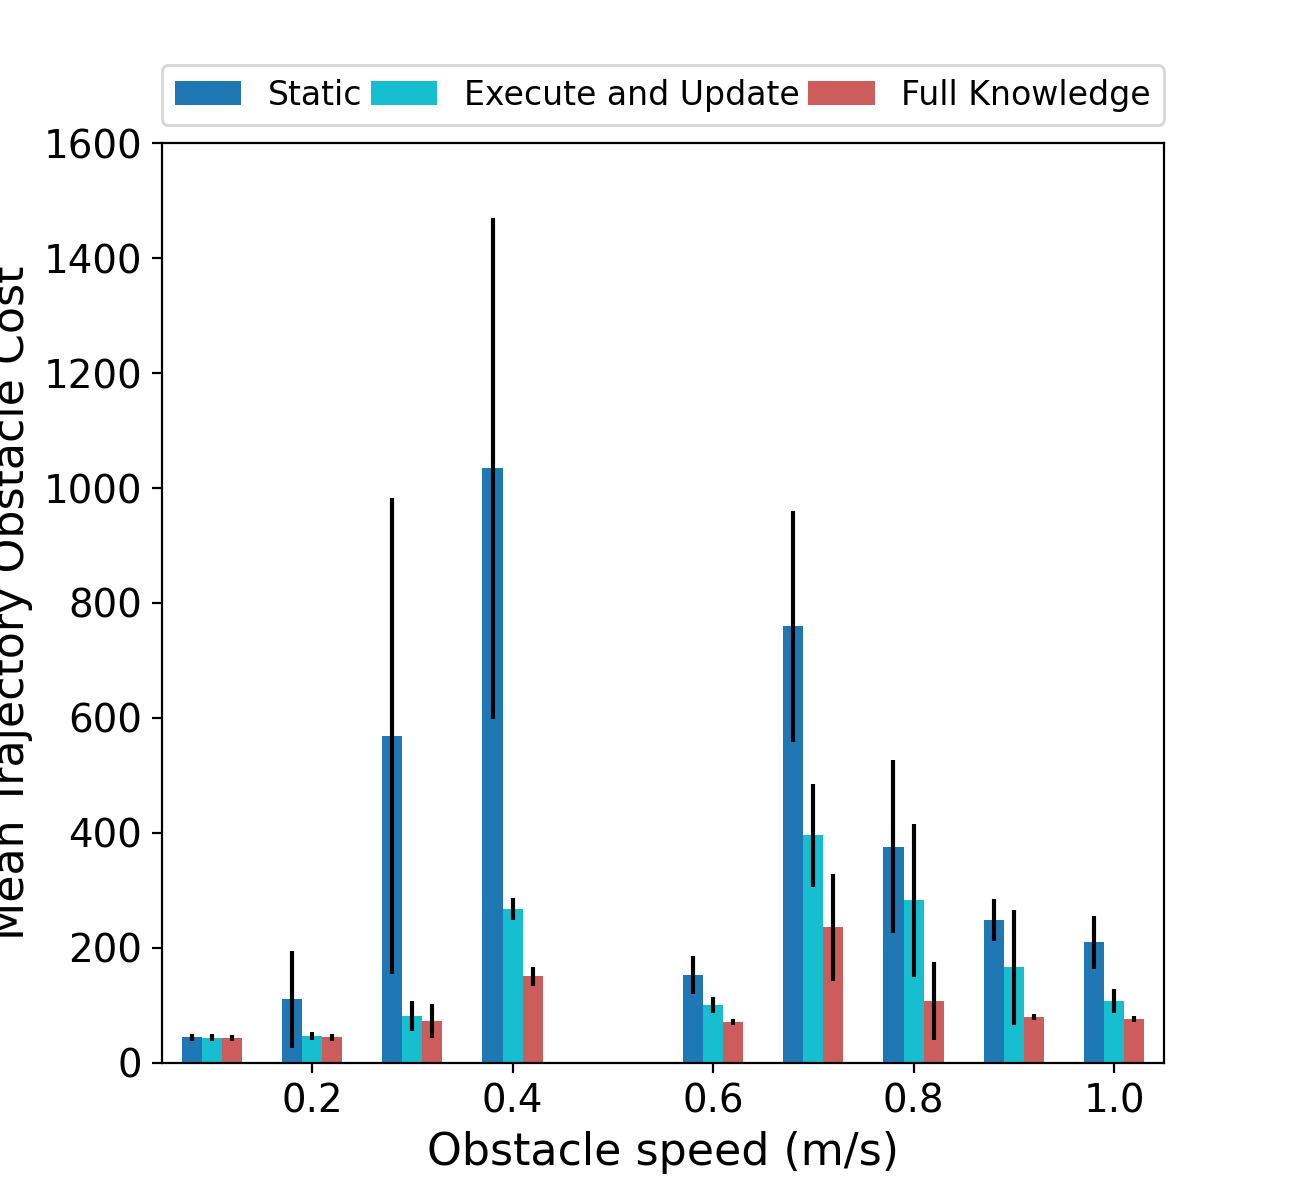 Static Execute and Update Full Knowledge
1600
1400
1200
1000
800
600
400
200
0
Mean Trajectory Obstacle Cost
0.2 0.4 0.6 0.8 1.0
Obstacle speed (m/s)